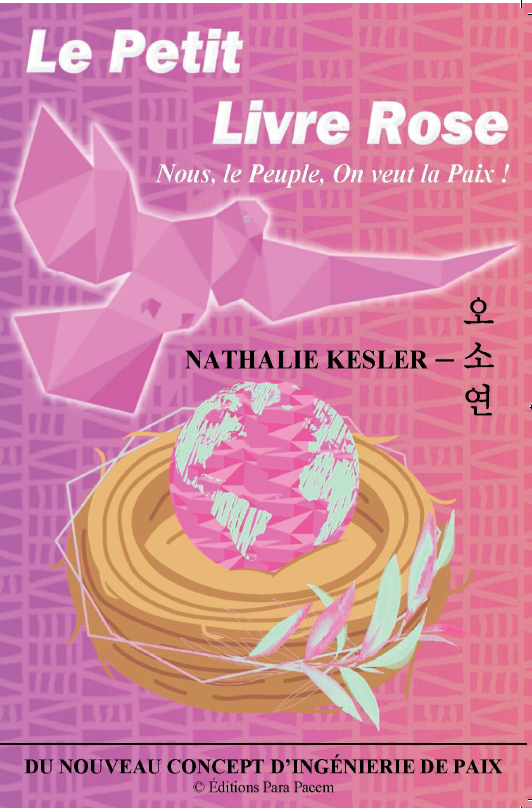 Le Petit
Livre Rose
Nous, le Peuple, On veut la Paix !
NATHALIE KESLER – 오소연
DU NOUVEAU CONCEPT D’INGÉNIERIE DE PAIX
© Éditions Para Pacem